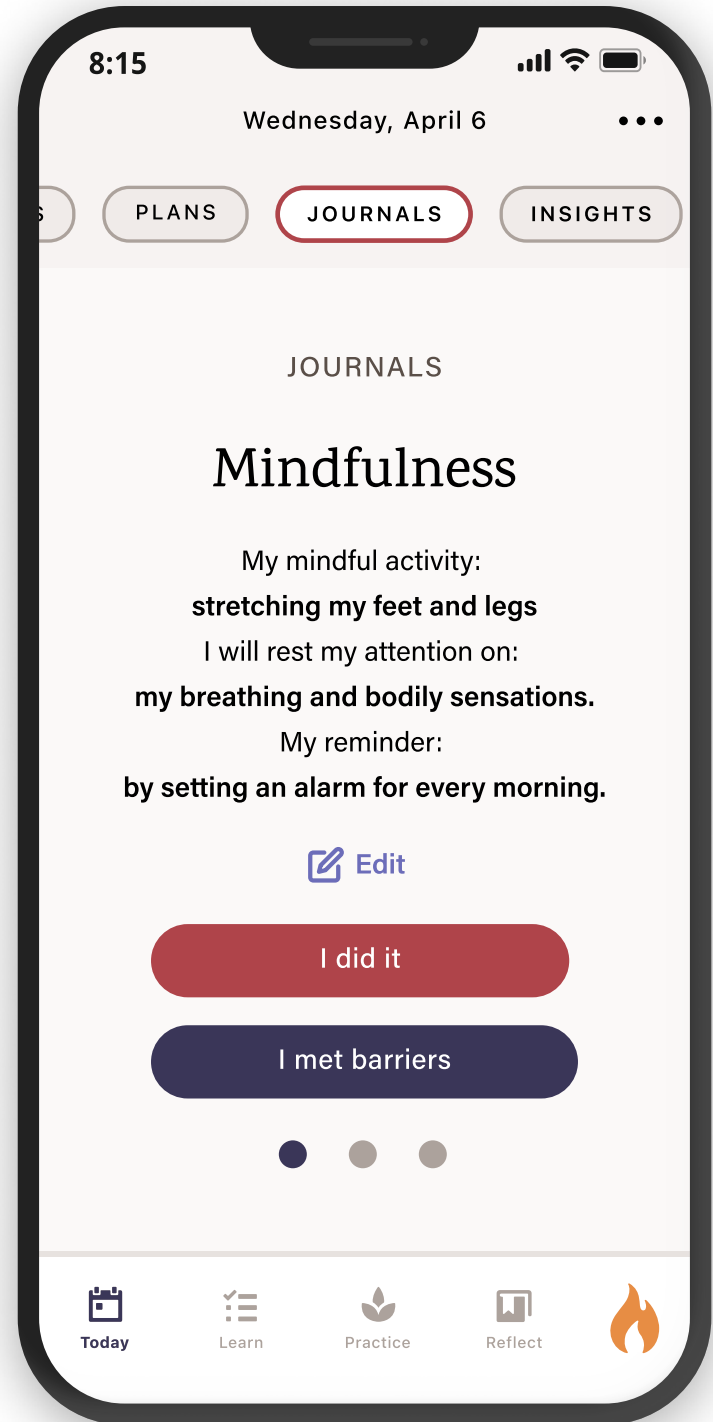 8:15
Wednesday, April 6
S
PLANS
JOURNALS
INSIGHTS
JOURNALS
Mindfulness
My mindful activity:
stretching my feet and legs
I will rest my attention on:
my breathing and bodily sensations.
My reminder:
by setting an alarm for every morning.
Edit
I did it
I met barriers
Today
Learn
Practice
Reflect